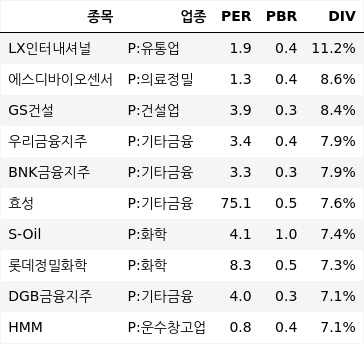 종목 업종 PER PBR DIV
LX인터내셔널 P:유통업 1.9 0.4 11.2%
에스디바이오센서 P:의료정밀 1.3 0.4 8.6%
GS건설 P:건설업 3.9 0.3 8.4%
우리금융지주 P:기타금융 3.4 0.4 7.9%
BNK금융지주 P:기타금융 3.3 0.3 7.9%
효성 P:기타금융 75.1 0.5 7.6%
S-Oil P:화학 4.1 1.0 7.4%
롯데정밀화학 P:화학 8.3 0.5 7.3%
DGB금융지주 P:기타금융 4.0 0.3 7.1%
HMM P:운수창고업 0.8 0.4 7.1%